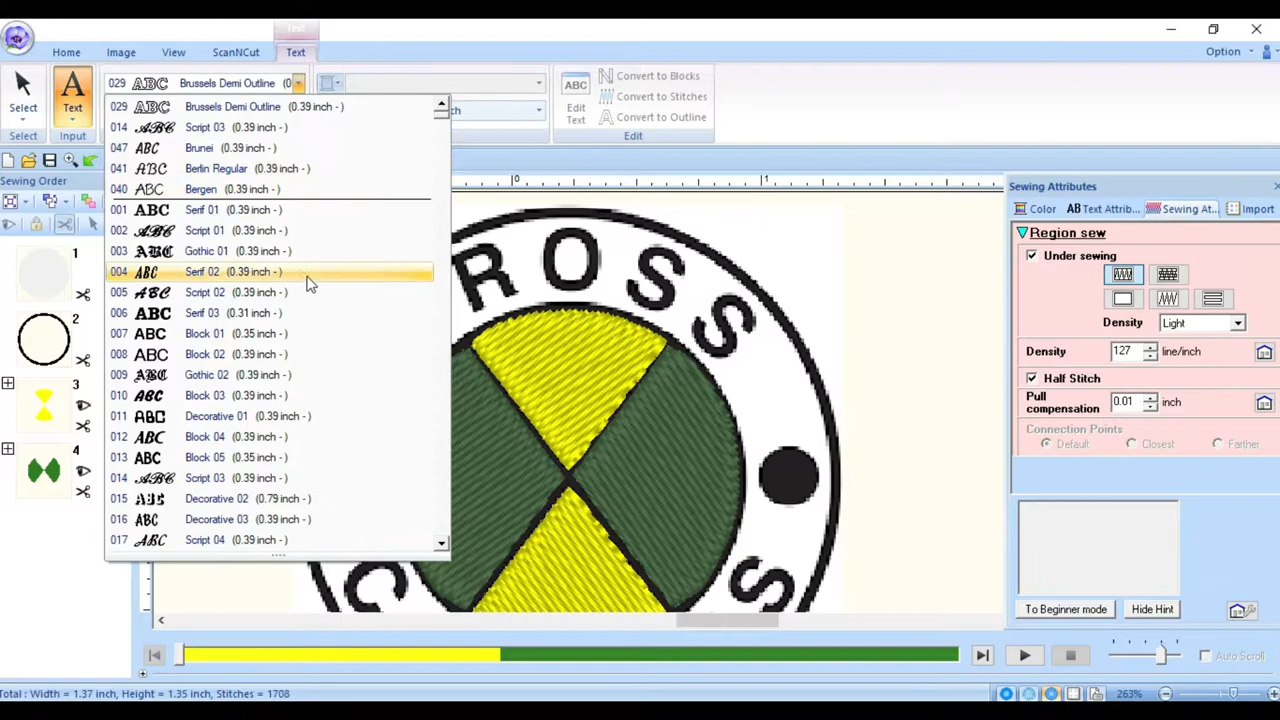 Text
Home Image View ScanNCut Text Option
Select Text 029 ABC Brussels Demi Outline (0
ABC Edit Text Convert to Blocks
Convert to Stitches
Convert to Outline
Select Input Edit
029 ABC Brussels Demi Outline (0.39 inch - )
014 ABC Script 03 (0.39 inch - )
047 ABC Brunei (0.39 inch - )
041 ABC Berlin Regular (0.39 inch - )
040 ABC Bergen (0.39 inch - )
001 ABC Serif 01 (0.39 inch - )
002 ABC Script 01 (0.39 inch - )
003 ABC Gothic 01 (0.39 inch - )
004 ABC Serif 02 (0.39 inch - )
005 ABC Script 02 (0.39 inch - )
006 ABC Serif 03 (0.31 inch - )
007 ABC Block 01 (0.35 inch - )
008 ABC Block 02 (0.39 inch - )
009 ABC Gothic 02 (0.39 inch - )
010 ABC Block 03 (0.39 inch - )
011 ABC Decorative 01 (0.39 inch - )
012 ABC Block 04 (0.39 inch - )
013 ABC Block 05 (0.35 inch - )
014 ABC Script 03 (0.39 inch - )
015 ABC Decorative 02 (0.79 inch - )
016 ABC Decorative 03 (0.39 inch - )
017 ABC Script 04 (0.39 inch - )
Sewing Order
1
2
3
4
0 1
ROSS
C S
Sewing Attributes
Color AB Text Attrib... Sewing At... Import
Region sew
Under sewing
Density Light
Density 127 line/inch
Half Stitch
Pull compensation 0.01 inch
Connection Points
Default Closest Farther
To Beginner mode Hide Hint
Auto Scroll
Total : Width = 1.37 inch, Height = 1.35 inch, Stitches = 1708 263%